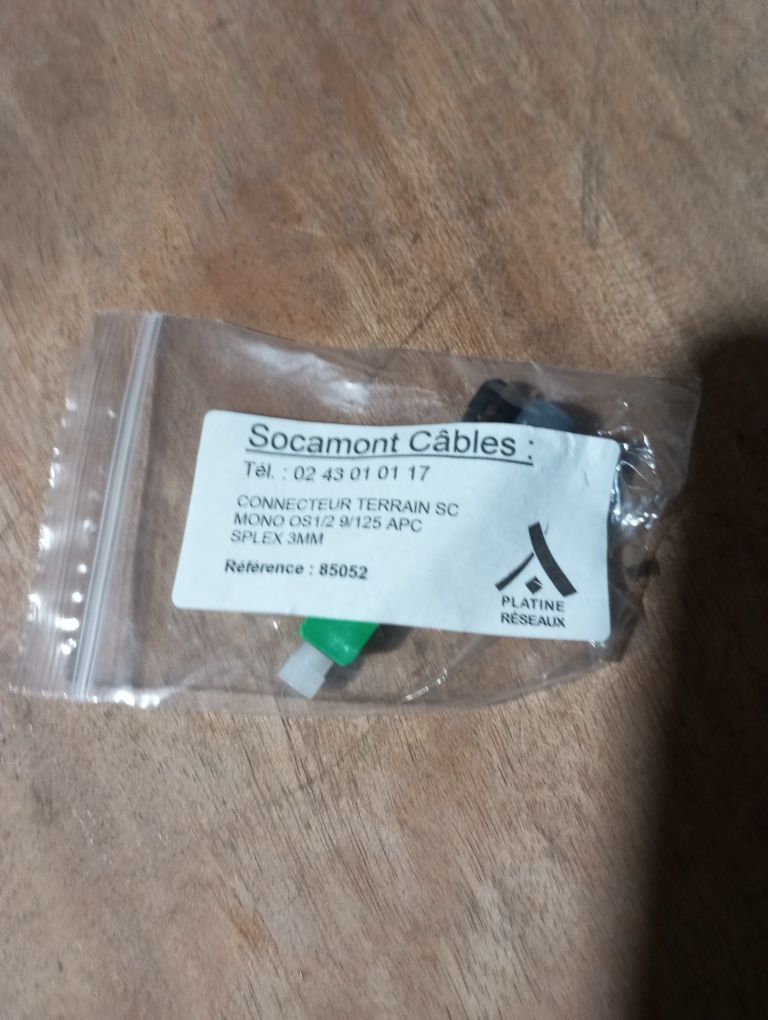 Socamont Câbles :
Tél. : 02 43 01 01 17
CONNECTEUR TERRAIN SC
MONO OS1/2 9/125 APC
SPLEX 3MM
Référence : 85052
PLATINE
RÉSEAUX